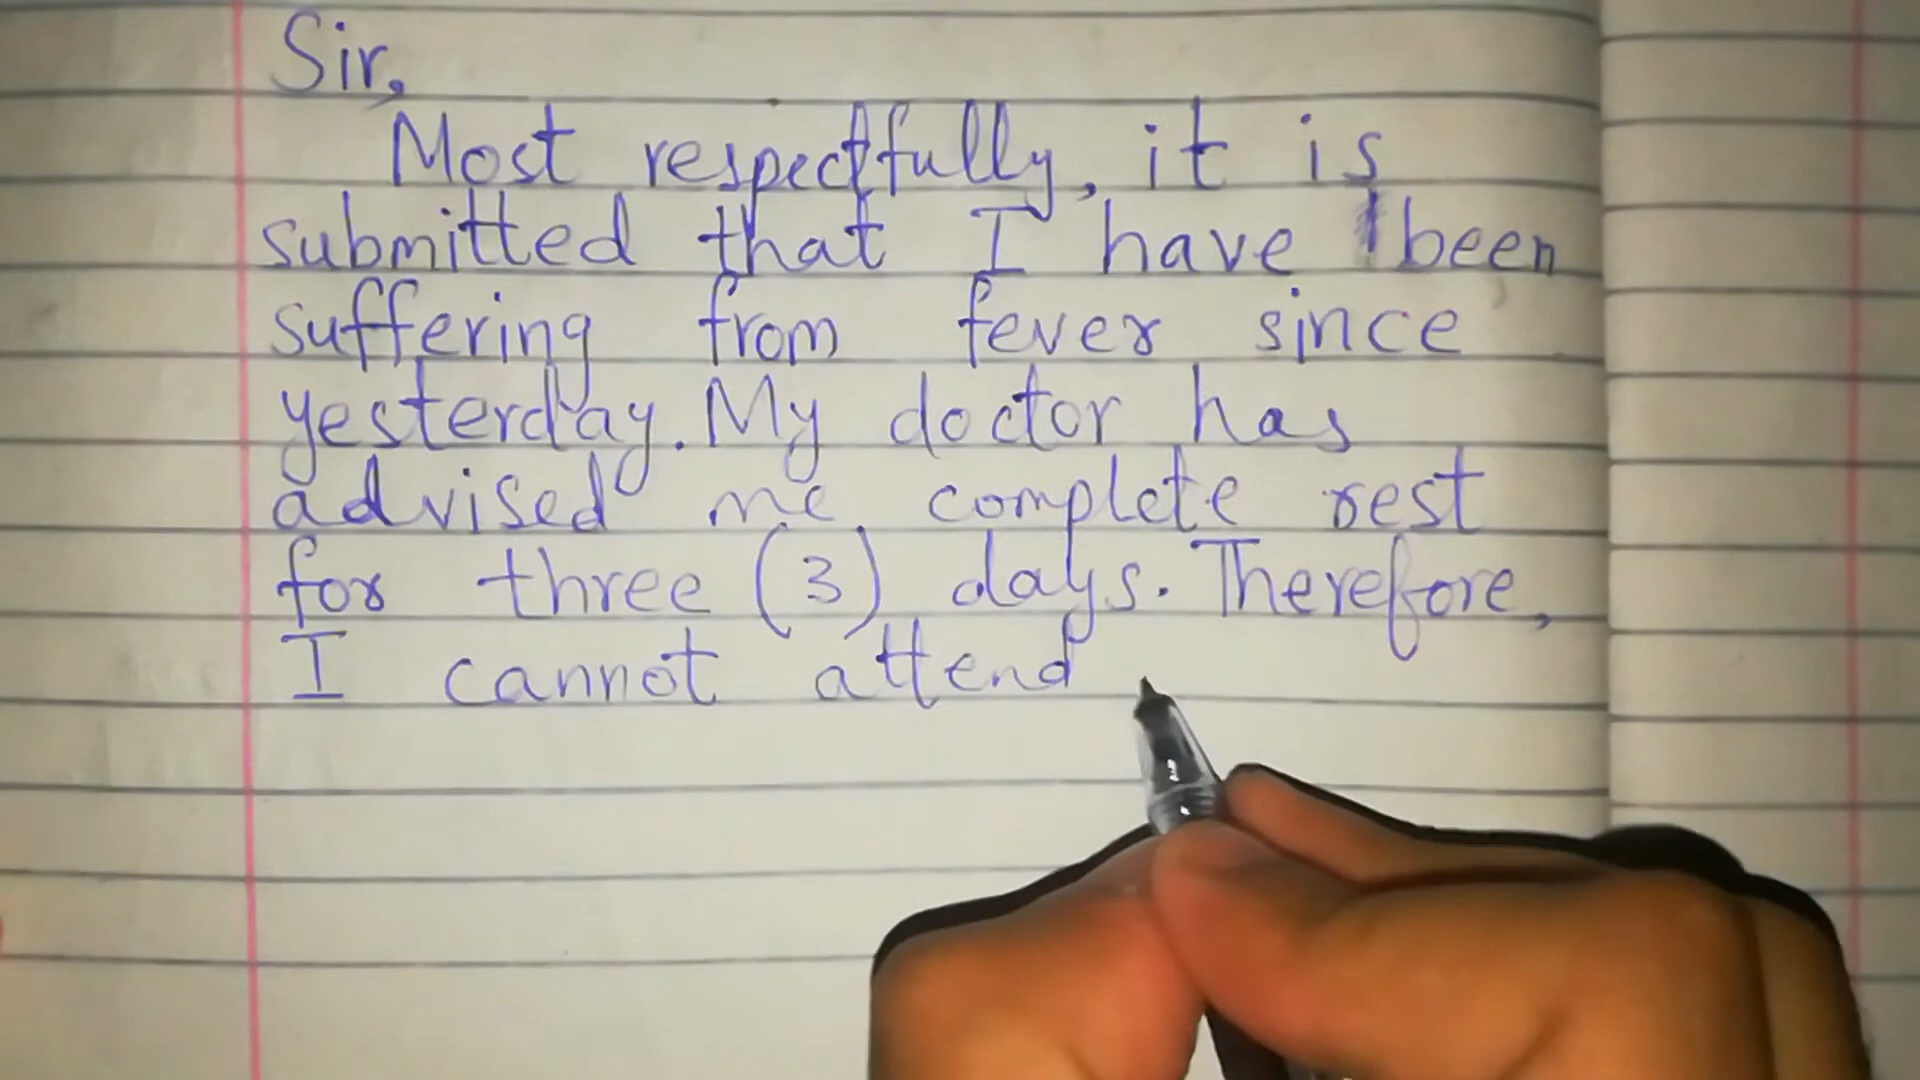 Sir,
Most respectfully, it is
submitted that I have been
suffering from fever since
yesterday. My doctor has
advised me complete rest
for three (3) days. Therefore,
I cannot attend